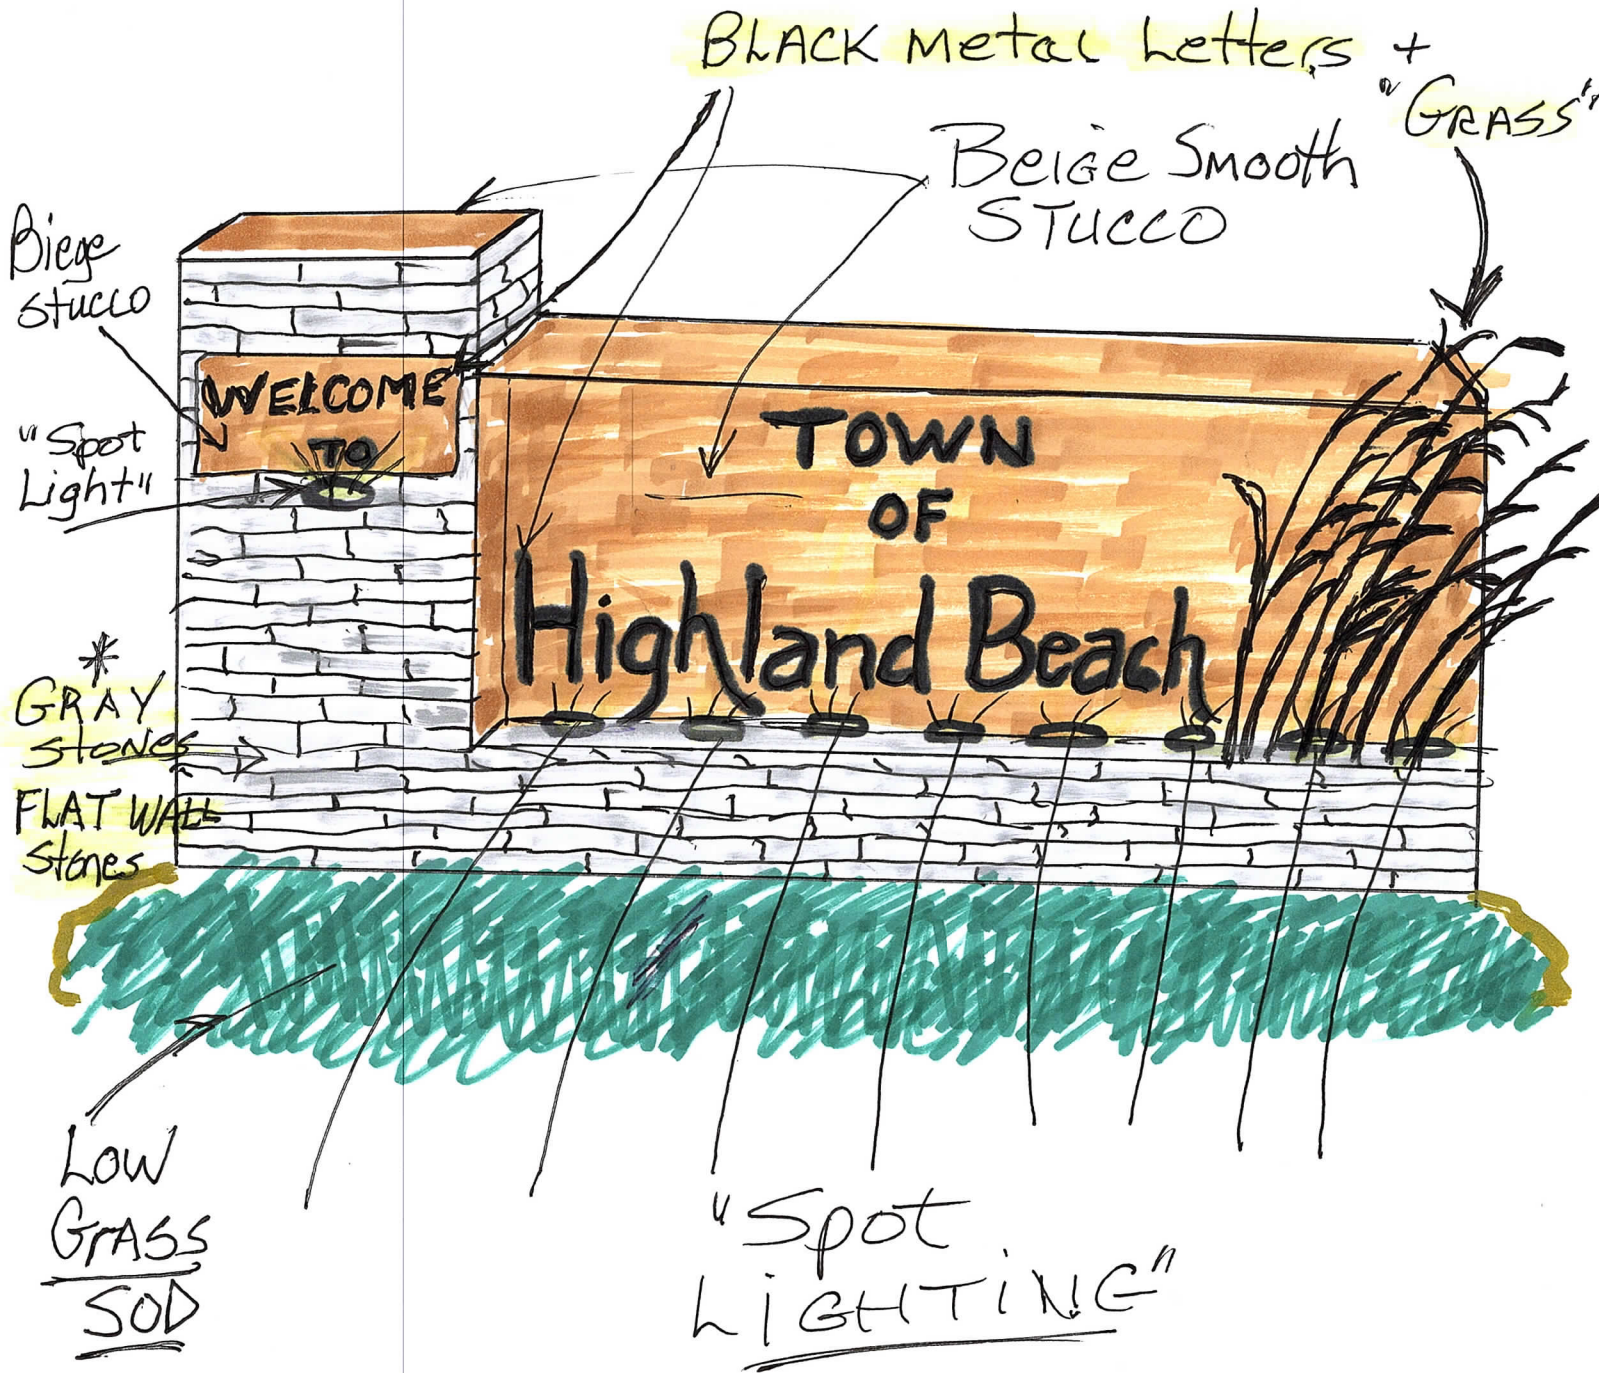 BLACK Metal Letters +
"GRASS"
Beige Smooth
STUCCO
Biege
stucco
"Spot
Light"
WELCOME
TO
TOWN
OF
Highland Beach
*
GRAY
Stones
FLAT WALL
Stones
Low
GrASS
SOD
"Spot
LiGHTiNG"